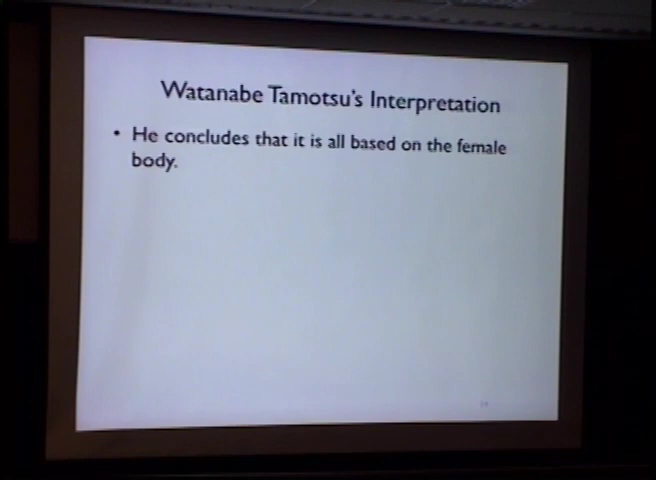 Watanabe Tamotsu's Interpretation
• He concludes that it is all based on the female
body.